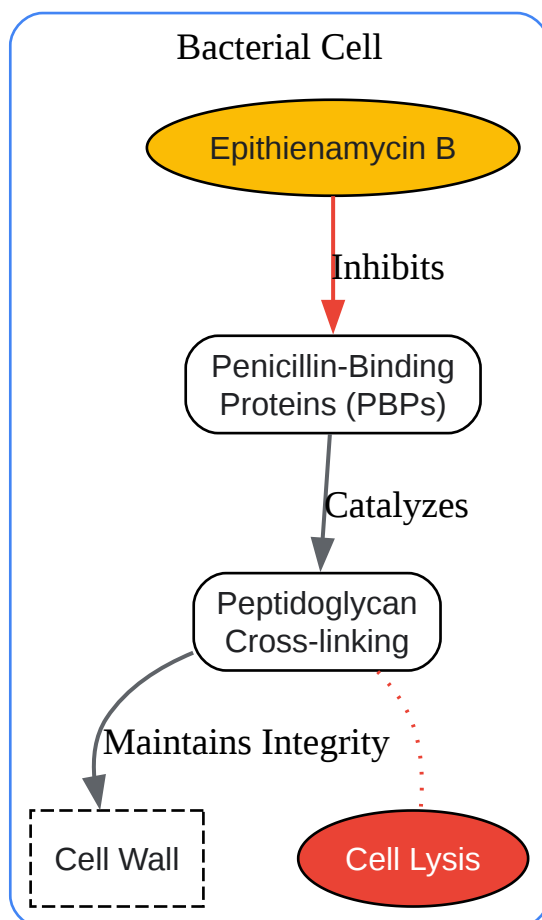 Bacterial Cell
Epithienamycin B
Inhibits
Penicillin-Binding
Proteins (PBPs)
Catalyzes
Peptidoglycan
Cross-linking
Maintains Integrity
Cell Wall
Cell Lysis